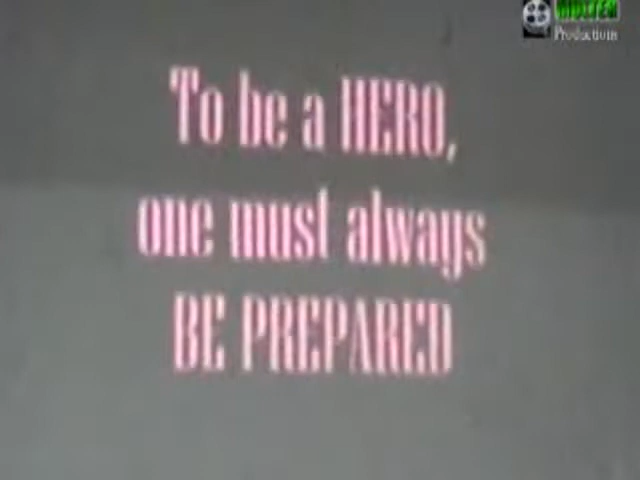 Productions
To be a HERO,
one must always
BE PREPARED